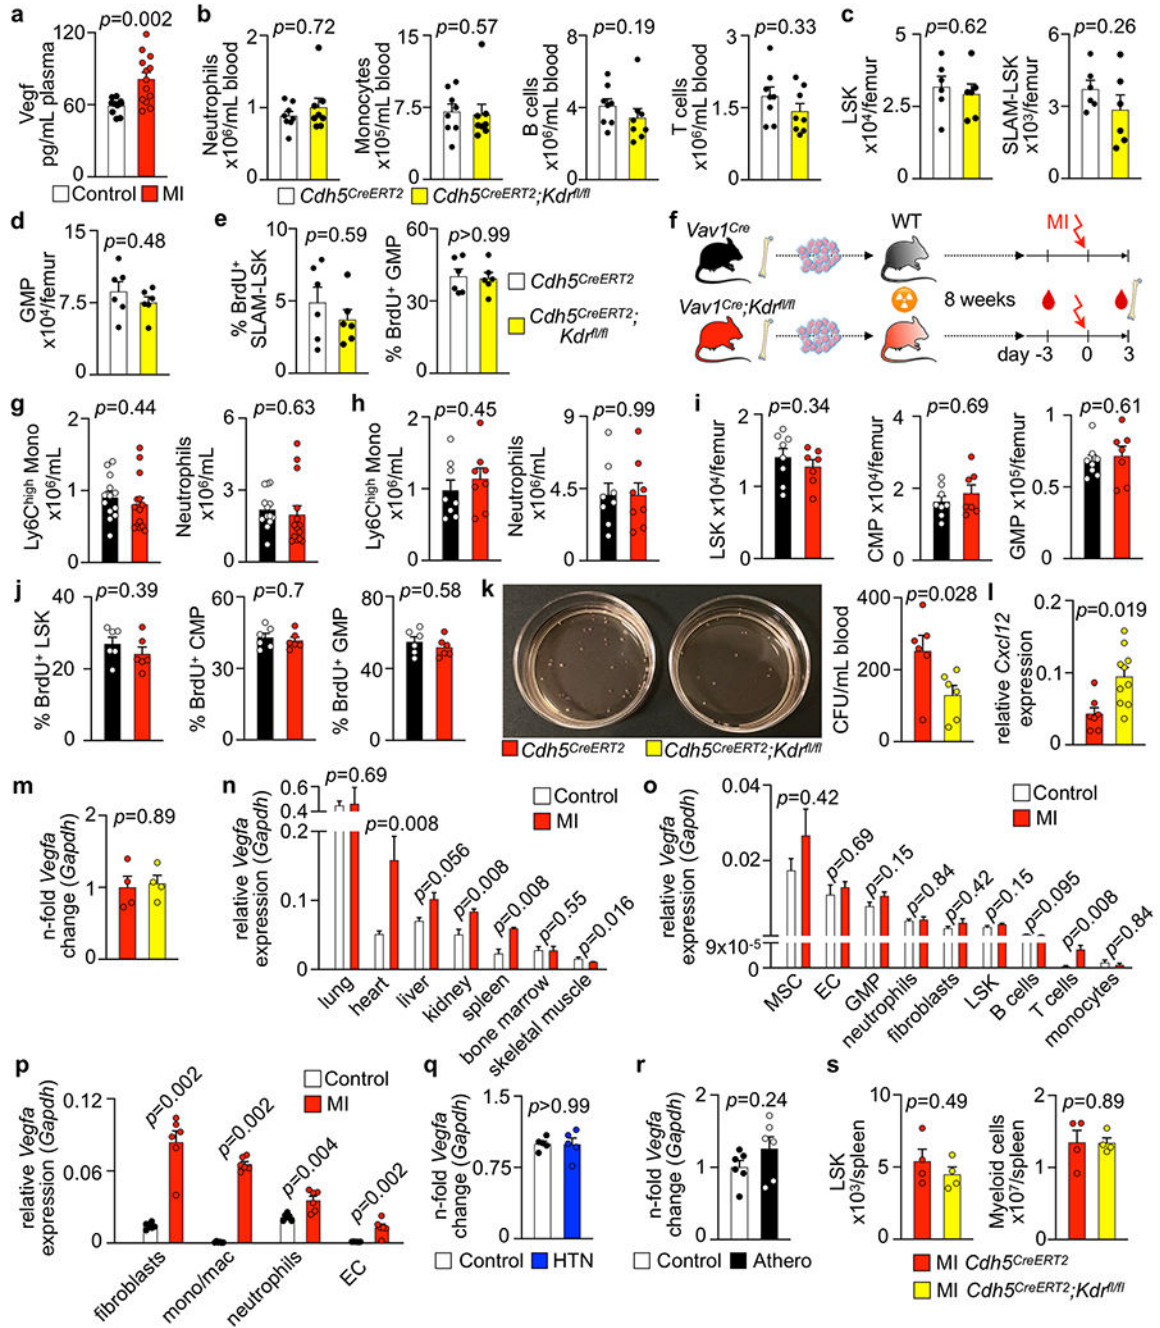 a
p=0.002
Vegf
pg/mL plasma
120
60
0
Control
MI
b
p=0.72
Neutrophils
x10⁶/mL blood
2
1
0
p=0.57
Monocytes
x10⁵/mL blood
15
7.5
0
p=0.19
B cells
x10⁶/mL blood
8
4
0
p=0.33
T cells
x10⁶/mL blood
3
1.5
0
Cdh5CreERT2
Cdh5CreERT2;Kdrfl/fl
c
p=0.62
LSK
x10⁴/femur
5
2.5
0
p=0.26
SLAM-LSK
x10³/femur
8
4
0
d
p=0.48
GMP
x10⁴/femur
15
7.5
0
e
p=0.59
% BrdU⁺
SLAM-LSK
10
5
0
p>0.99
% BrdU⁺ GMP
60
30
0
Cdh5CreERT2
Cdh5CreERT2;
Kdrfl/fl
f
Vav1Cre
WT
MI
Vav1Cre;Kdrfl/fl
8 weeks
day -3
0
3
g
p=0.44
Ly6Chigh Mono
x10⁶/mL
2
1
0
p=0.63
Neutrophils
x10⁶/mL
6
3
0
h
p=0.45
Ly6Chigh Mono
x10⁶/mL
2
1
0
p=0.99
Neutrophils
x10⁶/mL
9
4.5
0
i
p=0.34
LSK x10⁴/femur
2
1
0
p=0.69
CMP x10⁴/femur
4
2
0
p=0.61
GMP x10⁵/femur
1
0.5
0
j
p=0.39
% BrdU⁺ LSK
40
20
0
p=0.7
% BrdU⁺ CMP
60
30
0
p=0.58
% BrdU⁺ GMP
80
40
0
k
Cdh5CreERT2
Cdh5CreERT2;Kdrfl/fl
p=0.028
CFU/mL blood
400
200
0
l
p=0.019
relative Cxcl12
expression
0.2
0.1
0
m
p=0.89
n-fold Vegfa
change (Gapdh)
2
1
0
n
p=0.69
Control
MI
relative Vegfa
expression (Gapdh)
0.6
0.4
0.2
0
p=0.008
p=0.056
p=0.008
p=0.008
p=0.55
p=0.016
lung
heart
liver
kidney
spleen
bone marrow
skeletal muscle
o
Control
MI
relative Vegfa
expression (Gapdh)
0.04
0.02
9x10-5
0
p=0.42
p=0.69
p=0.15
p=0.84
p=0.42
p=0.15
p=0.095
p=0.008
p=0.84
MSC
EC
GMP
neutrophils
fibroblasts
LSK
B cells
T cells
monocytes
p
Control
MI
relative Vegfa
expression (Gapdh)
0.12
0.06
0
p=0.002
p=0.002
p=0.004
p=0.002
fibroblasts
mono/mac
neutrophils
EC
q
p>0.99
n-fold Vegfa
change (Gapdh)
1.5
0.75
0
Control
HTN
r
p=0.24
n-fold Vegfa
change (Gapdh)
2
1
0
Control
Athero
s
p=0.49
LSK
x10³/spleen
10
5
0
p=0.89
Myeloid cells
x10⁷/spleen
2
1
0
MI Cdh5CreERT2
MI Cdh5CreERT2;Kdrfl/fl